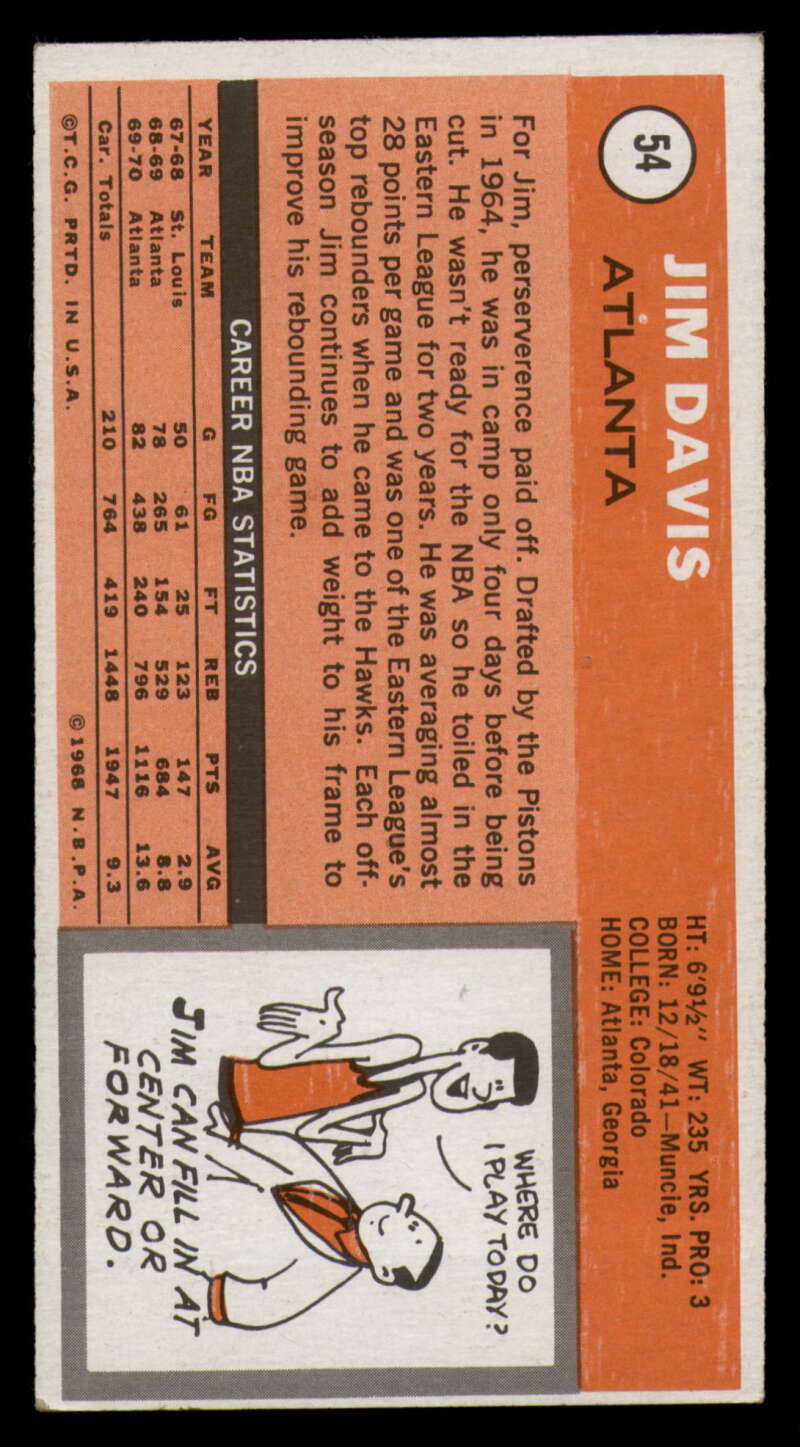 54
JIM DAVIS
ATLANTA
HT: 6'9½" WT: 235 YRS. PRO: 3
BORN: 12/18/41—Muncie, Ind.
COLLEGE: Colorado
HOME: Atlanta, Georgia
For Jim, perserverence paid off. Drafted by the Pistons
in 1964, he was in camp only four days before being
cut. He wasn't ready for the NBA so he toiled in the
Eastern League for two years. He was averaging almost
28 points per game and was one of the Eastern League's
top rebounders when he came to the Hawks. Each off-
season Jim continues to add weight to his frame to
improve his rebounding game.
CAREER NBA STATISTICS
YEAR TEAM G FG FT REB PTS AVG
67-68 St. Louis 50 61 25 123 147 2.9
68-69 Atlanta 78 265 154 529 684 8.8
69-70 Atlanta 82 438 240 796 1116 13.6
Car. Totals 210 764 419 1448 1947 9.3
©T.C.G. PRTD. IN U.S.A. ©1968 N.B.P.A.
WHERE DO
I PLAY TODAY?
JIM CAN FILL IN AT
CENTER OR
FORWARD.